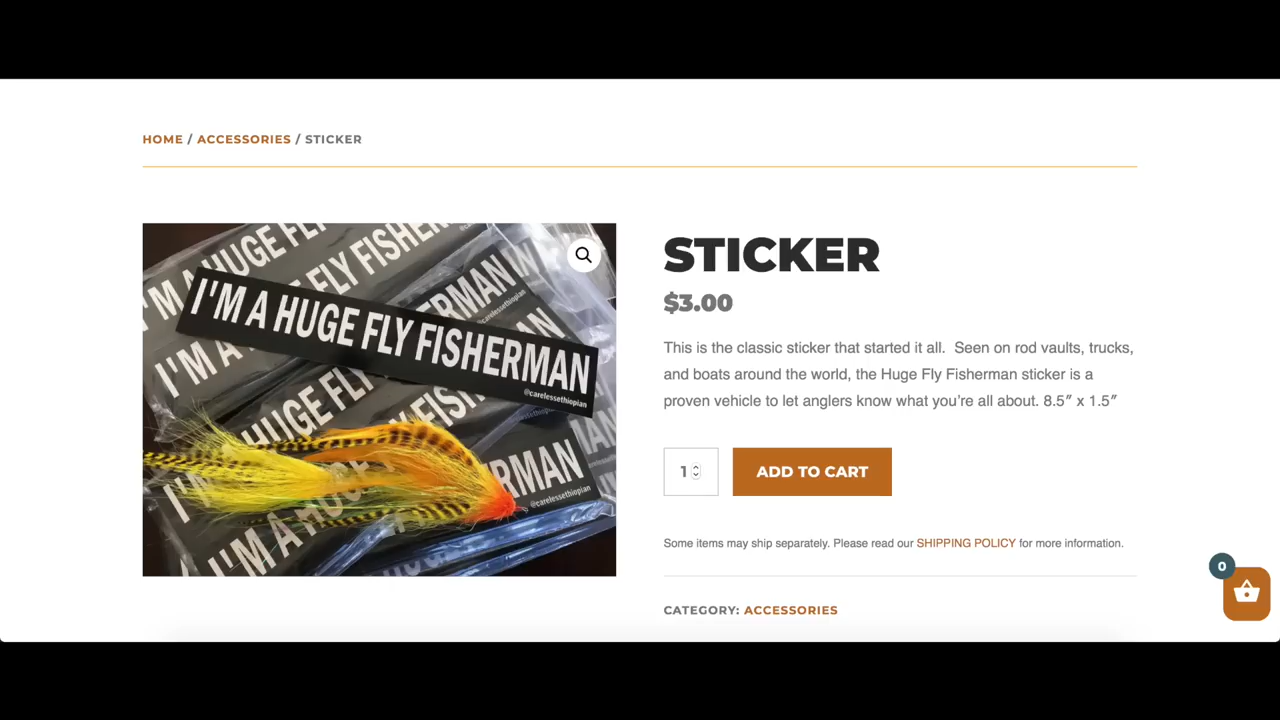 HOME / ACCESSORIES / STICKER
I'M A HUGE FLY FISHERMAN
@carelessethiopian
@carelessethiopian
STICKER
$3.00
This is the classic sticker that started it all. Seen on rod vaults, trucks,
and boats around the world, the Huge Fly Fisherman sticker is a
proven vehicle to let anglers know what you're all about. 8.5″ x 1.5″
1
ADD TO CART
Some items may ship separately. Please read our SHIPPING POLICY for more information.
0
CATEGORY: ACCESSORIES